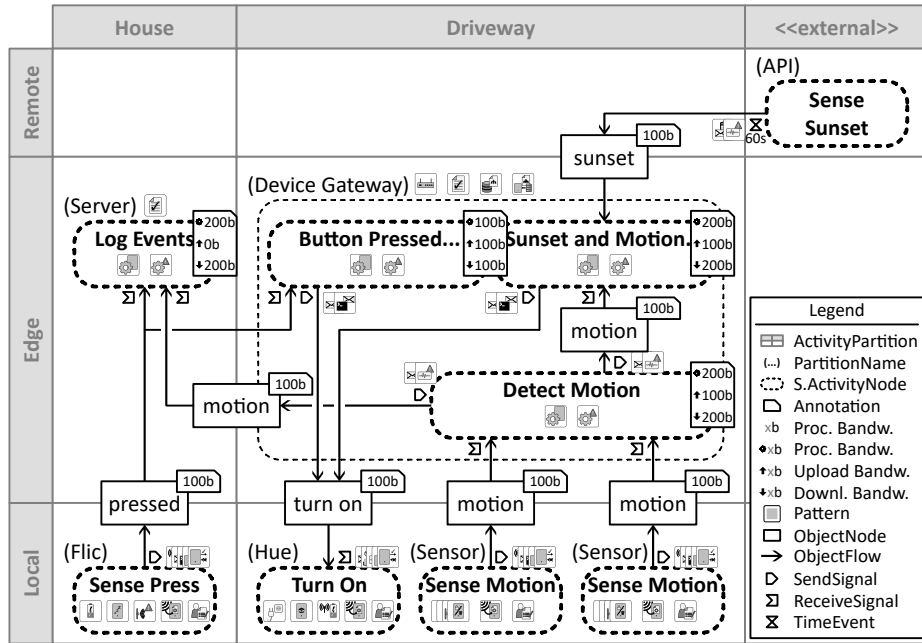 House
Driveway
<<external>>
Remote
Edge
Local
(API)
Sense
Sunset
60s
100b
sunset
(Device Gateway)
(Server)
Log Events
200b
0b
200b
Button Pressed...
100b
100b
100b
Sunset and Motion.
200b
100b
200b
100b
motion
100b
motion
Detect Motion
200b
100b
200b
100b
pressed
100b
turn on
100b
motion
100b
motion
(Flic)
Sense Press
(Hue)
Turn On
(Sensor)
Sense Motion
(Sensor)
Sense Motion
Legend
ActivityPartition
(...) PartitionName
S.ActivityNode
Annotation
xb Proc. Bandw.
xb Proc. Bandw.
xb Upload Bandw.
xb Downl. Bandw.
Pattern
ObjectNode
ObjectFlow
SendSignal
ReceiveSignal
TimeEvent